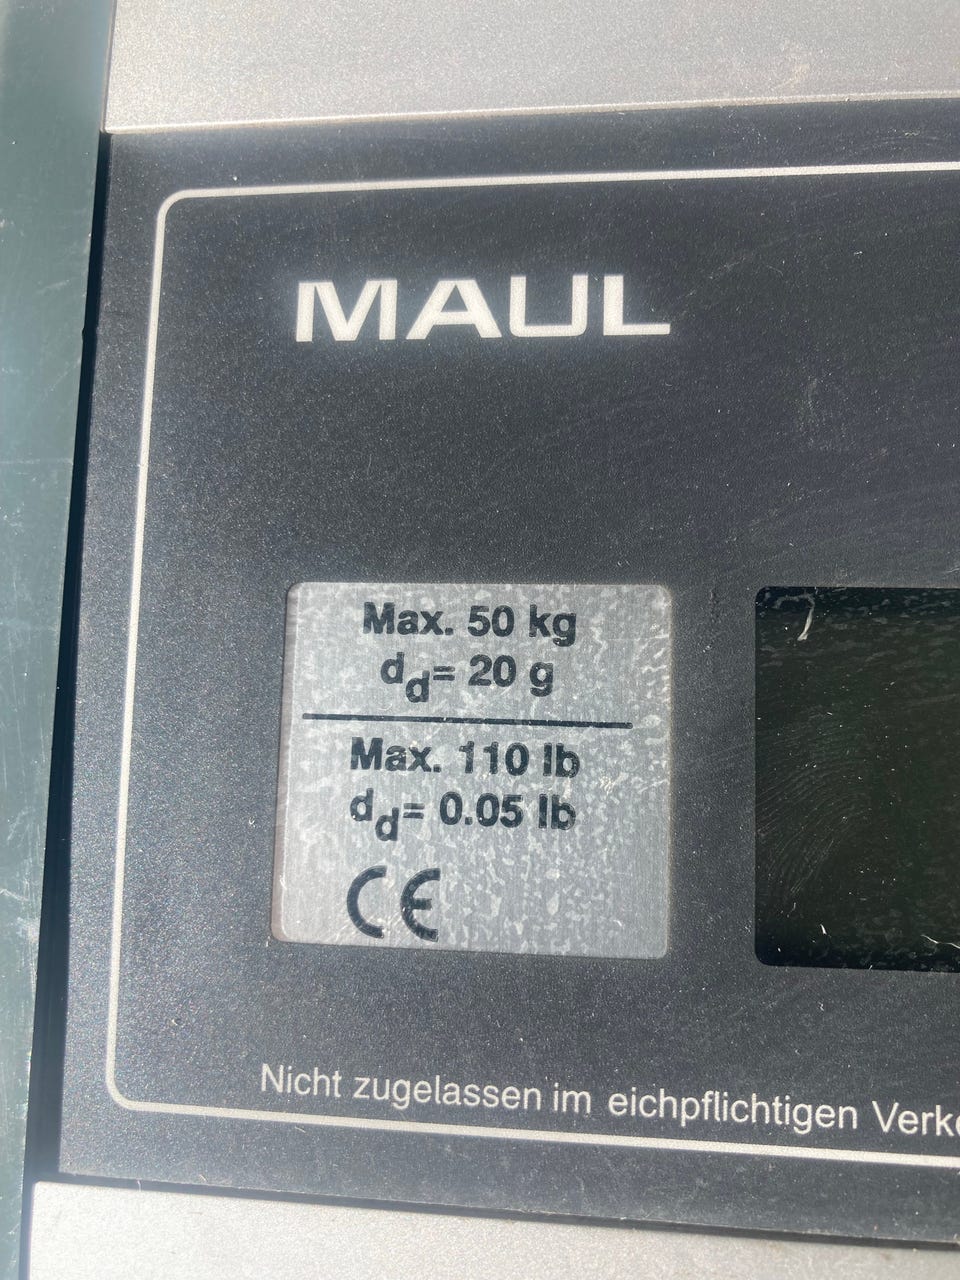 MAUL
Max. 50 kg
dd= 20 g
Max. 110 lb
dd= 0.05 lb
CE
Nicht zugelassen im eichpflichtigen